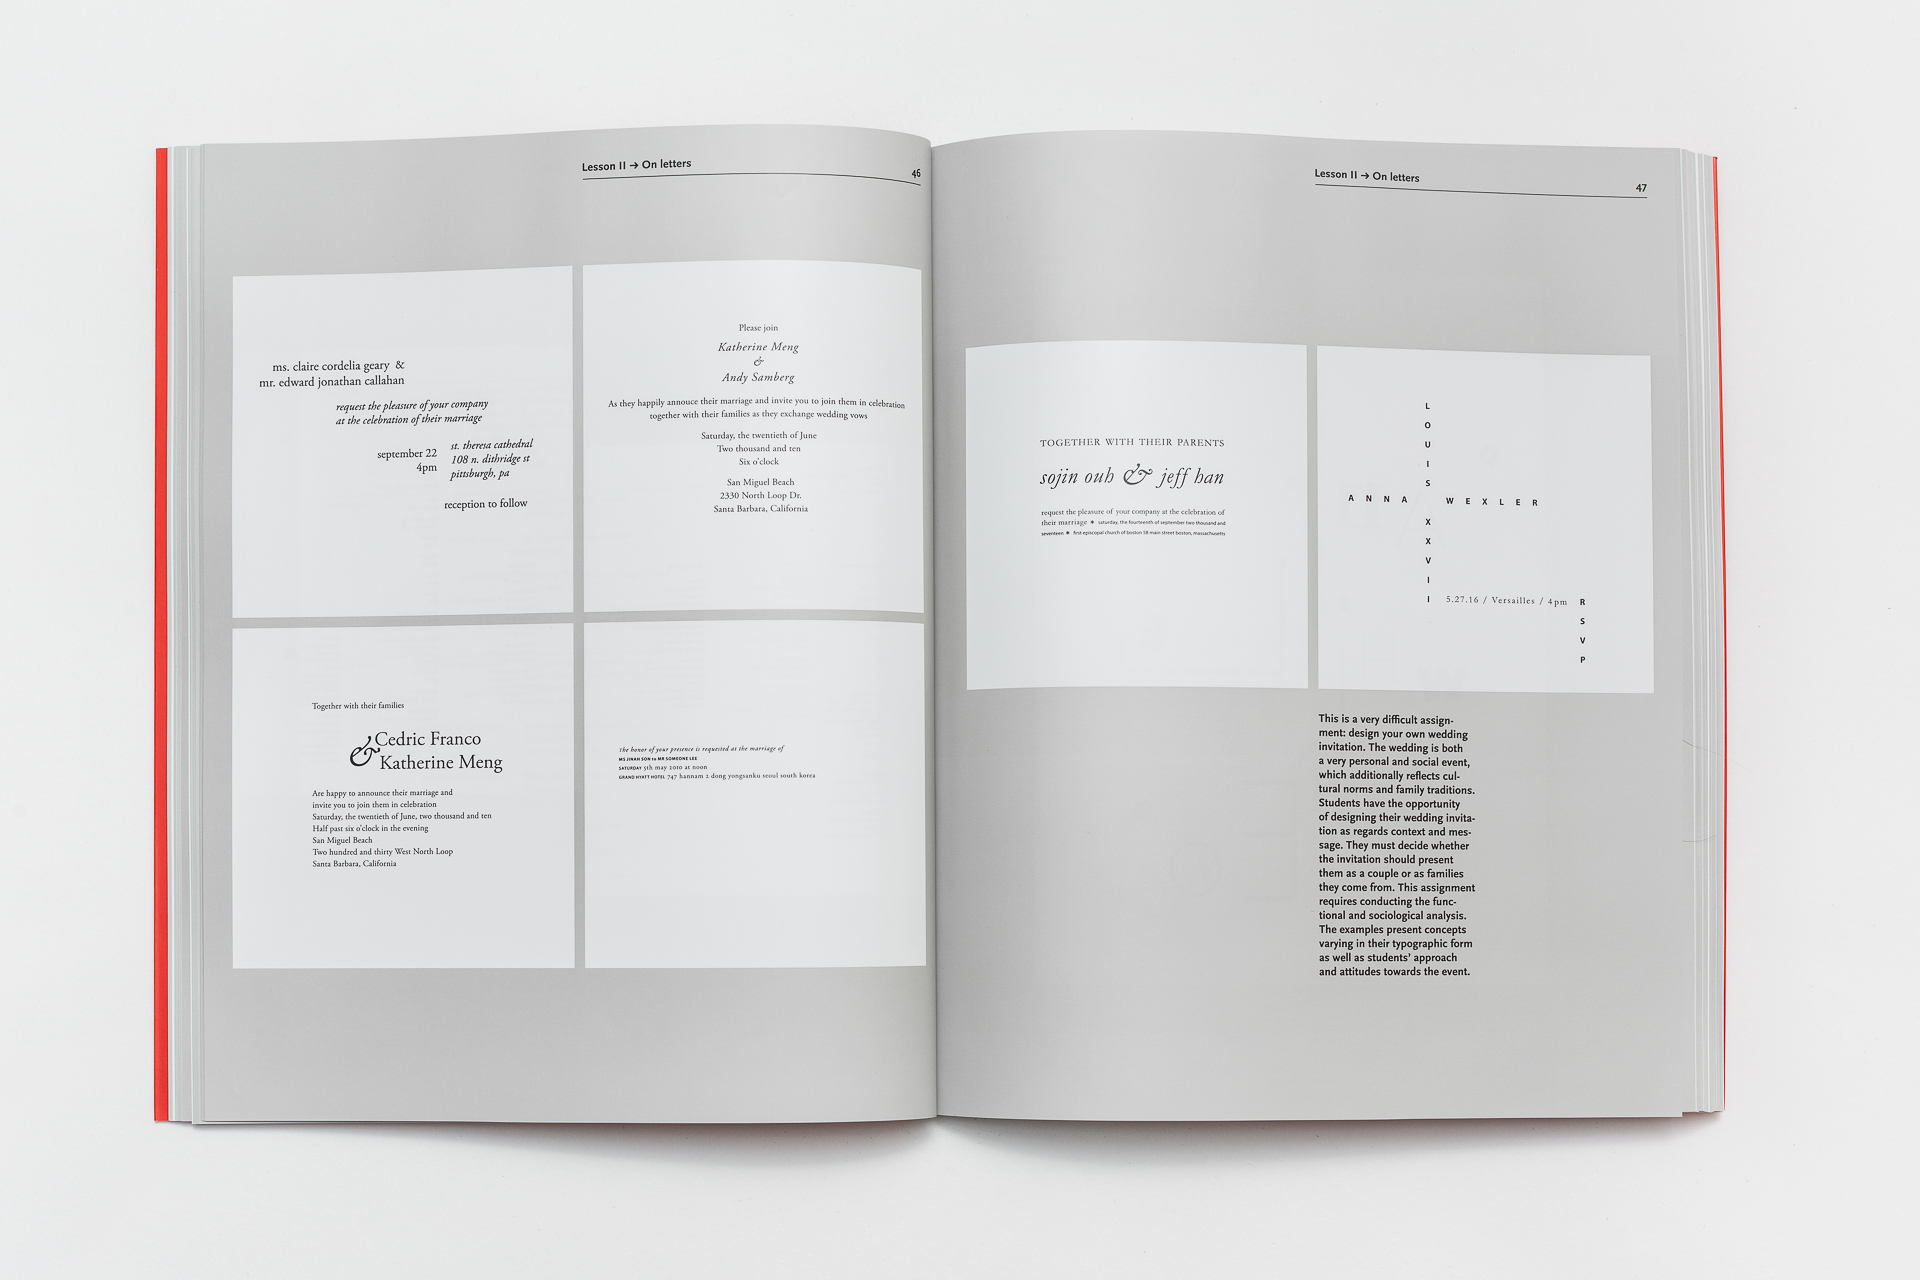 Lesson II → On letters
46
ms. claire cordelia geary &
mr. edward jonathan callahan
request the pleasure of your company
at the celebration of their marriage
september 22
4pm
st. theresa cathedral
108 n. dithridge st
pittsburgh, pa
reception to follow
Please join
Katherine Meng
&
Andy Samberg
As they happily annouce their marriage and invite you to join them in celebration
together with their families as they exchange wedding vows
Saturday, the twentieth of June
Two thousand and ten
Six o'clock
San Miguel Beach
2330 North Loop Dr.
Santa Barbara, California
Together with their families
Cedric Franco
& Katherine Meng
Are happy to announce their marriage and
invite you to join them in celebration
Saturday, the twentieth of June, two thousand and ten
Half past six o'clock in the evening
San Miguel Beach
Two hundred and thirty West North Loop
Santa Barbara, California
The honor of your presence is requested at the marriage of
MS JINAH SON to MR SOMEONE LEE
SATURDAY 5th may 2010 at noon
GRAND HYATT HOTEL 747 hannam 2 dong yongsanku seoul south korea
Lesson II → On letters
47
TOGETHER WITH THEIR PARENTS
sojin ouh & jeff han
request the pleasure of your company at the celebration of
their marriage * saturday, the fourteenth of september two thousand and
seventeen * first episcopal church of boston 58 main street boston, massachusetts
LOUIS XXVII
ANNA WEXLER
5.27.16 / Versailles / 4pm
RSVP
This is a very difficult assign-
ment: design your own wedding
invitation. The wedding is both
a very personal and social event,
which additionally reflects cul-
tural norms and family traditions.
Students have the opportunity
of designing their wedding invita-
tion as regards context and mes-
sage. They must decide whether
the invitation should present
them as a couple or as families
they come from. This assignment
requires conducting the func-
tional and sociological analysis.
The examples present concepts
varying in their typographic form
as well as students' approach
and attitudes towards the event.